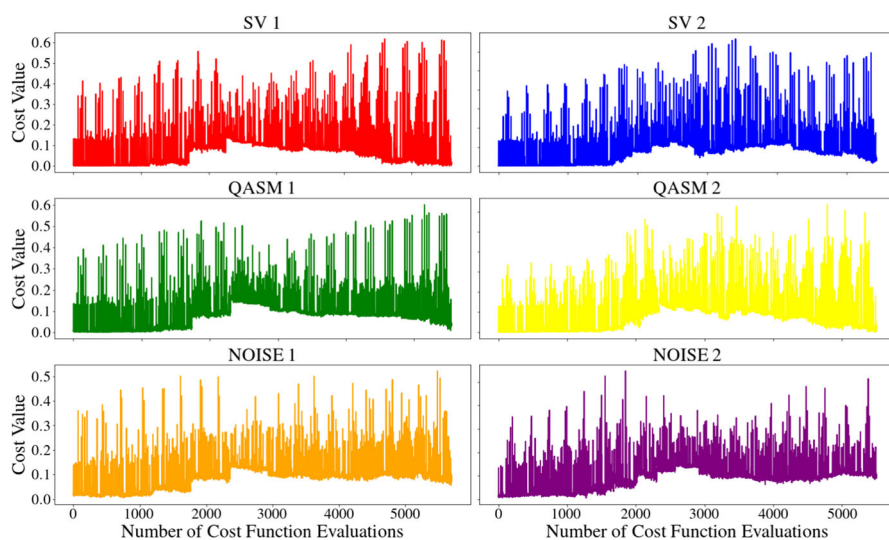 SV 1
SV 2
Cost Value
0.6
0.5
0.4
0.3
0.2
0.1
0.0
QASM 1
QASM 2
Cost Value
0.6
0.5
0.4
0.3
0.2
0.1
0.0
NOISE 1
NOISE 2
Cost Value
0.5
0.4
0.3
0.2
0.1
0.0
0 1000 2000 3000 4000 5000
0 1000 2000 3000 4000 5000
Number of Cost Function Evaluations
Number of Cost Function Evaluations